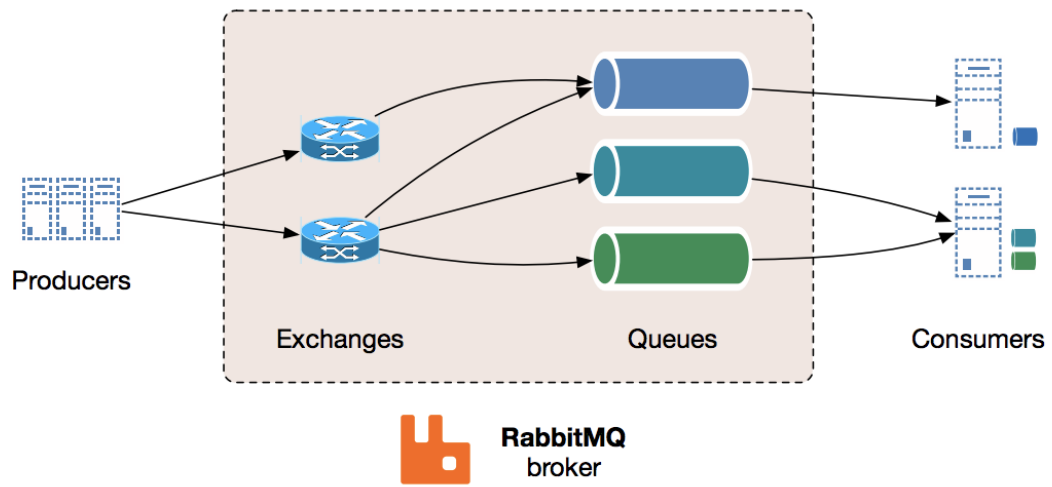 Producers
Exchanges
Queues
Consumers
RabbitMQ
broker